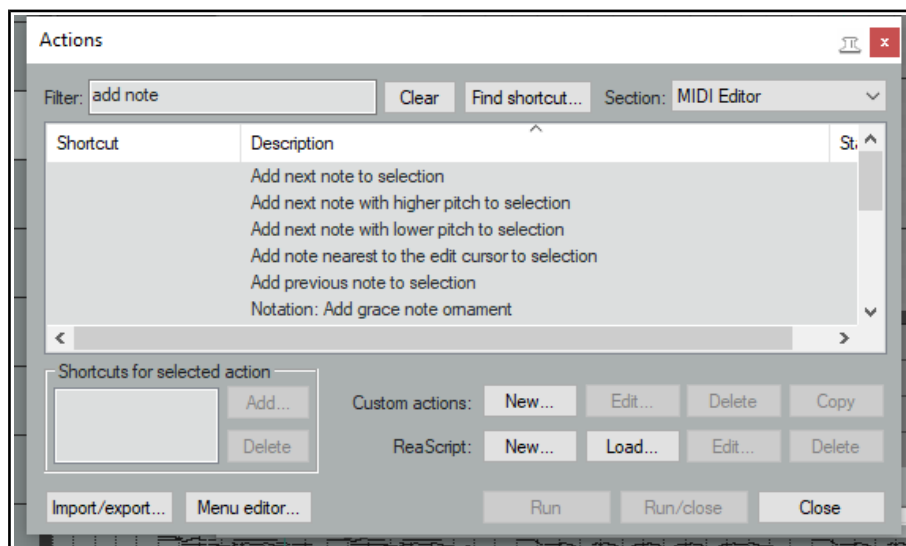 Actions
Filter: add note Clear Find shortcut... Section: MIDI Editor
Shortcut Description Sta
Add next note to selection
Add next note with higher pitch to selection
Add next note with lower pitch to selection
Add note nearest to the edit cursor to selection
Add previous note to selection
Notation: Add grace note ornament
Shortcuts for selected action
Add... Custom actions: New... Edit... Delete Copy
Delete ReaScript: New... Load... Edit... Delete
Import/export... Menu editor... Run Run/close Close